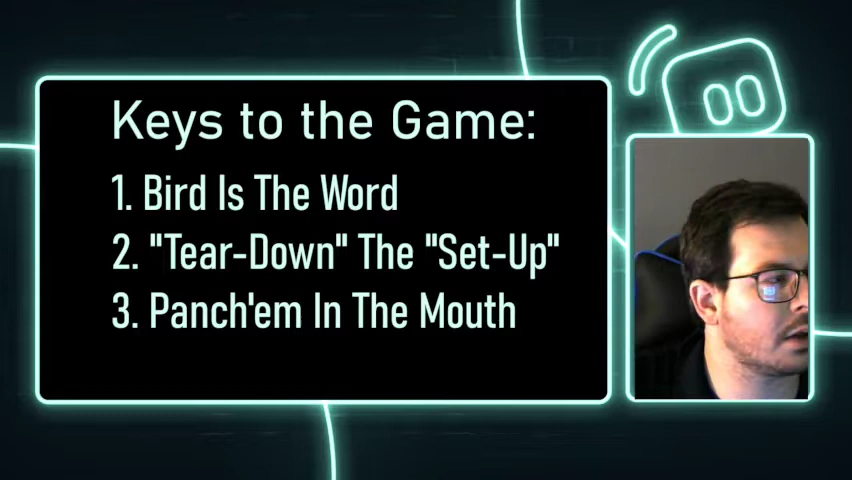 Keys to the Game:
1. Bird Is The Word
2. "Tear-Down" The "Set-Up"
3. Panch'em In The Mouth